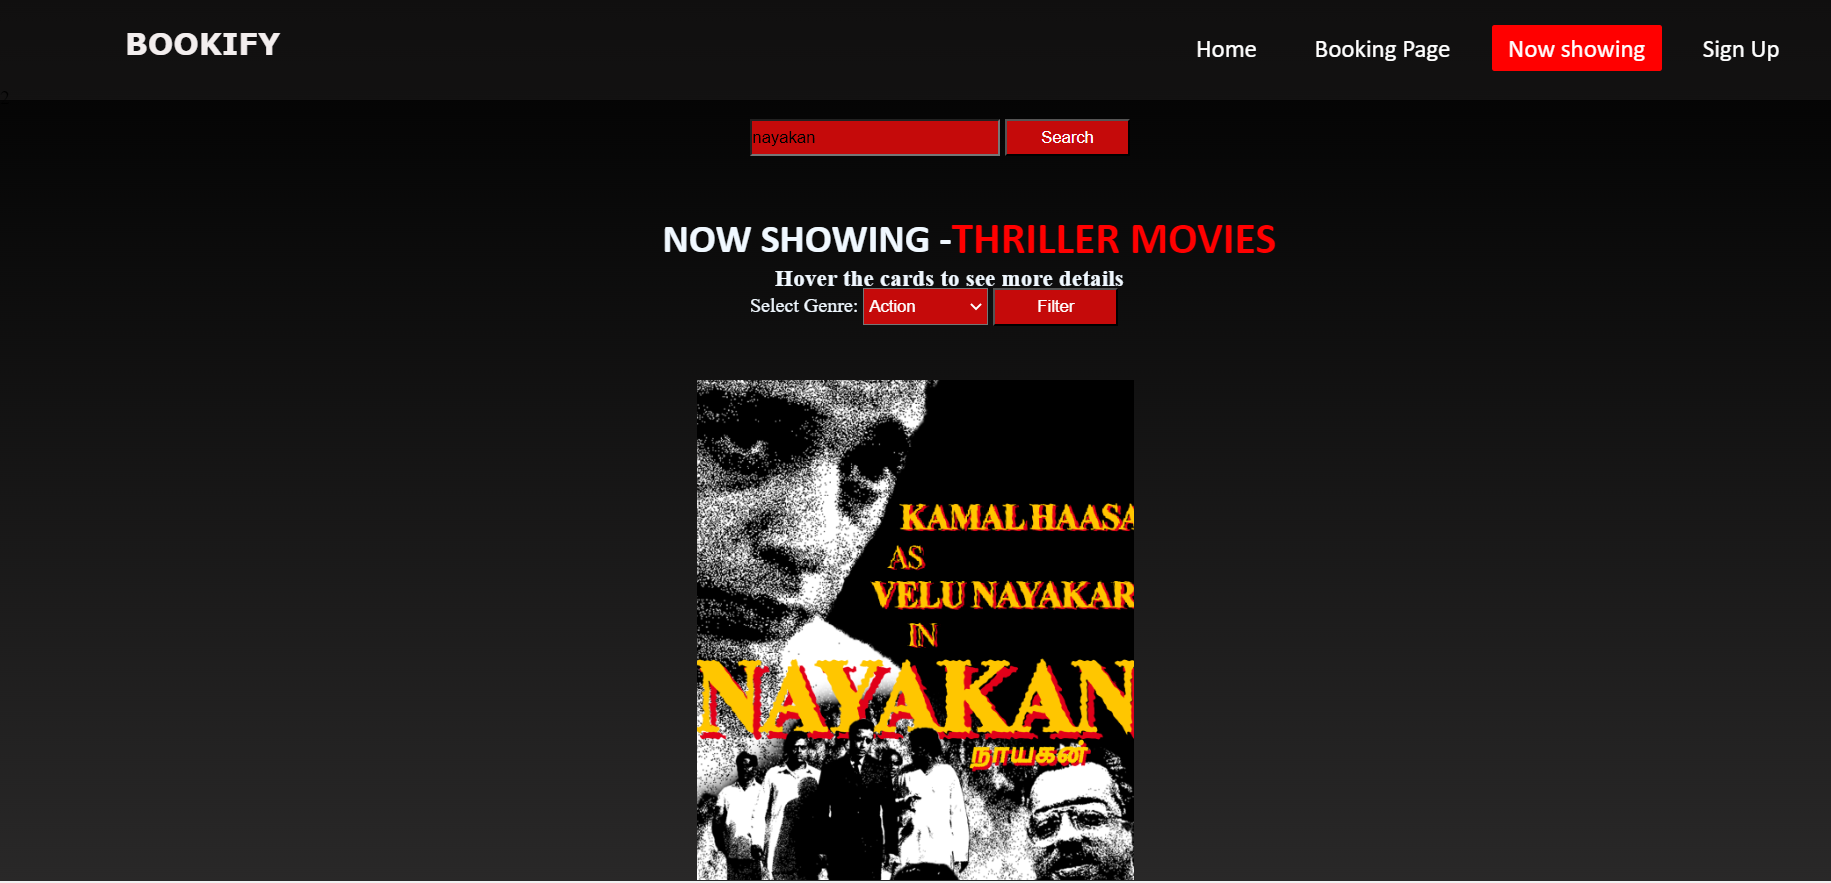 BOOKIFY
Home Booking Page Now showing Sign Up
2
nayakan Search
NOW SHOWING -THRILLER MOVIES
Hover the cards to see more details
Select Genre: Action Filter
KAMAL HAASA
AS
VELU NAYAKAR
IN
NAYAKAN
நாயகன்